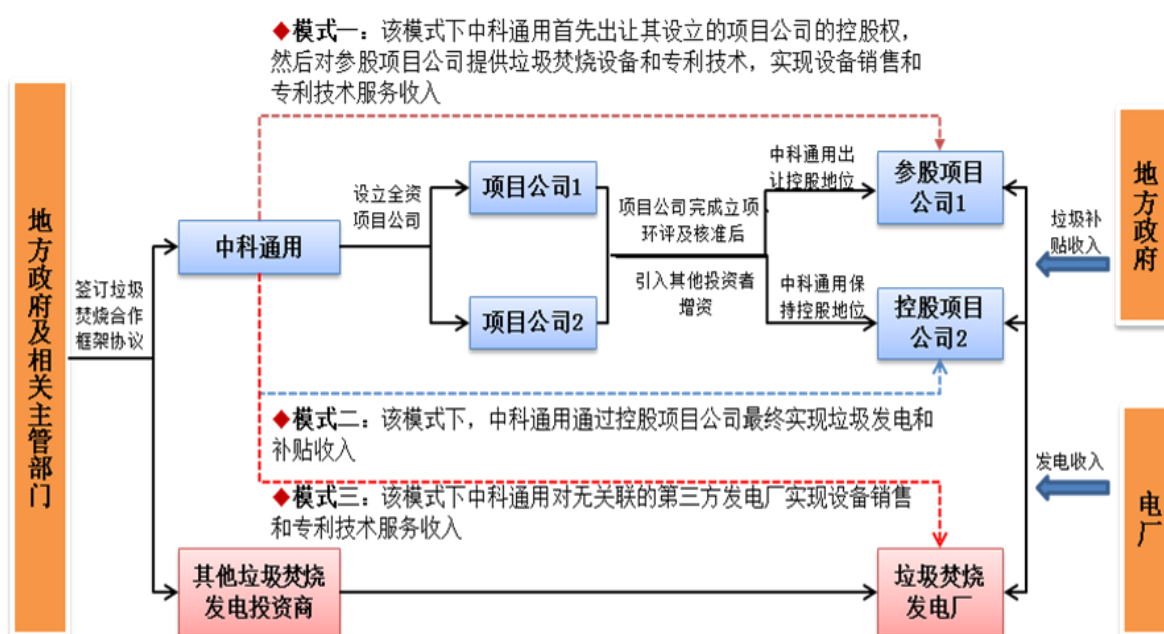 ◆模式一：该模式下中科通用首先出让其设立的项目公司的控股权，
然后对参股项目公司提供垃圾焚烧设备和专利技术，实现设备销售和
专利技术服务收入
地方政府及相关主管部门
签订垃圾
焚烧合作
框架协议
中科通用
设立全资
项目公司
项目公司1
项目公司2
项目公司完成立项
环评及核准后
引入其他投资者
增资
中科通用出
让控股地位
中科通用保
持控股地位
参股项目
公司1
控股项目
公司2
垃圾补
贴收入
地方政府
◆模式二：该模式下，中科通用通过控股项目公司最终实现垃圾发电和
补贴收入
◆模式三：该模式下中科通用对无关联的第三方发电厂实现设备销售
和专利技术服务收入
发电收入
电厂
其他垃圾焚烧
发电投资商
垃圾焚烧
发电厂